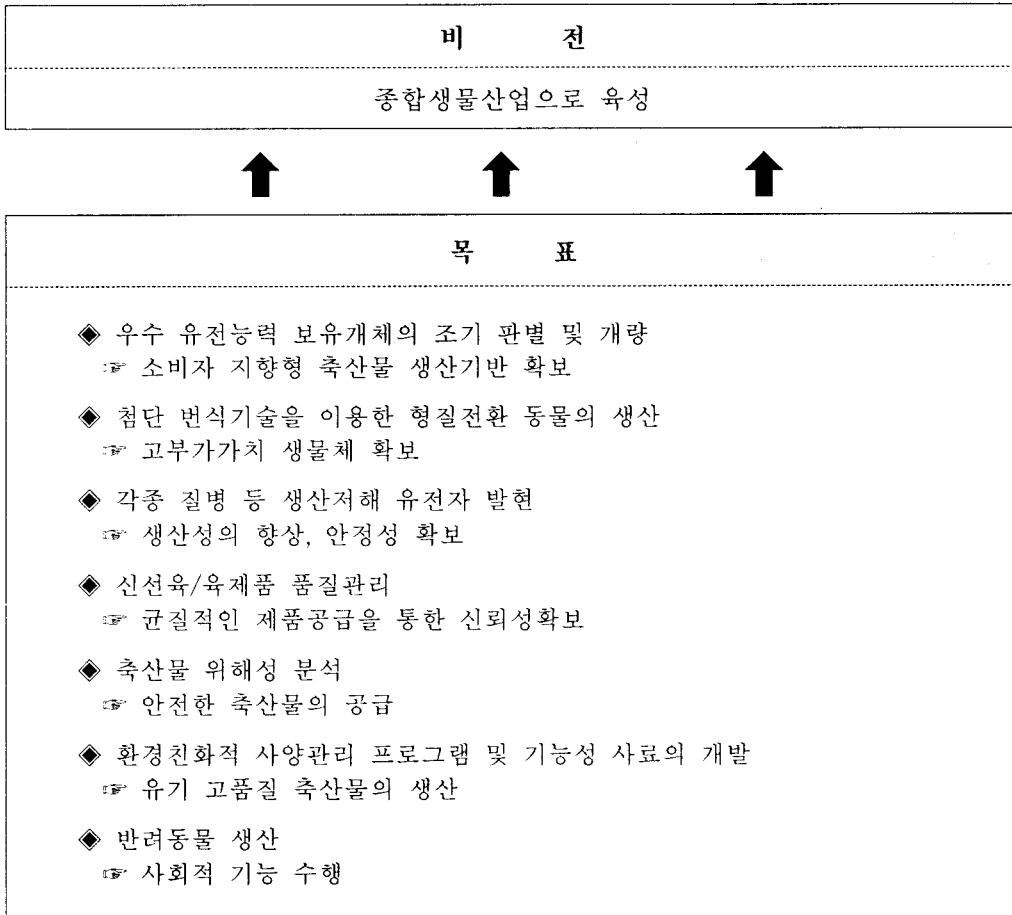 비 전
종합생물산업으로 육성
목 표
◈ 우수 유전능력 보유개체의 조기 판별 및 개량
☞ 소비자 지향형 축산물 생산기반 확보
◈ 첨단 번식기술을 이용한 형질전환 동물의 생산
☞ 고부가가치 생물체 확보
◈ 각종 질병 등 생산저해 유전자 발현
☞ 생산성의 향상, 안정성 확보
◈ 신선육/육제품 품질관리
☞ 균질적인 제품공급을 통한 신뢰성확보
◈ 축산물 위해성 분석
☞ 안전한 축산물의 공급
◈ 환경친화적 사양관리 프로그램 및 기능성 사료의 개발
☞ 유기 고품질 축산물의 생산
◈ 반려동물 생산
☞ 사회적 기능 수행